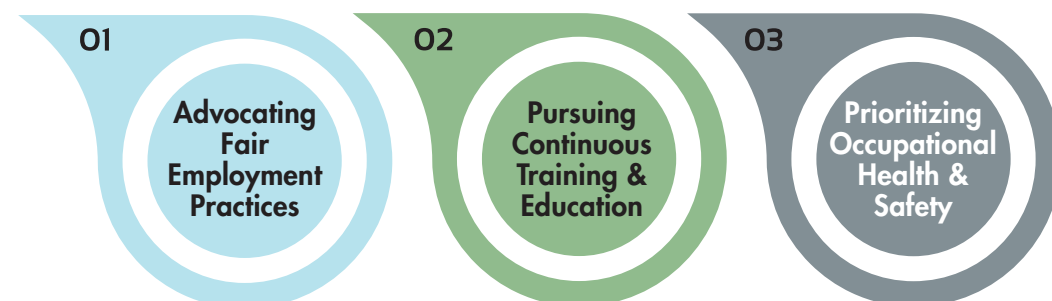 01
Advocating
Fair
Employment
Practices
02
Pursuing
Continuous
Training &
Education
03
Prioritizing
Occupational
Health &
Safety